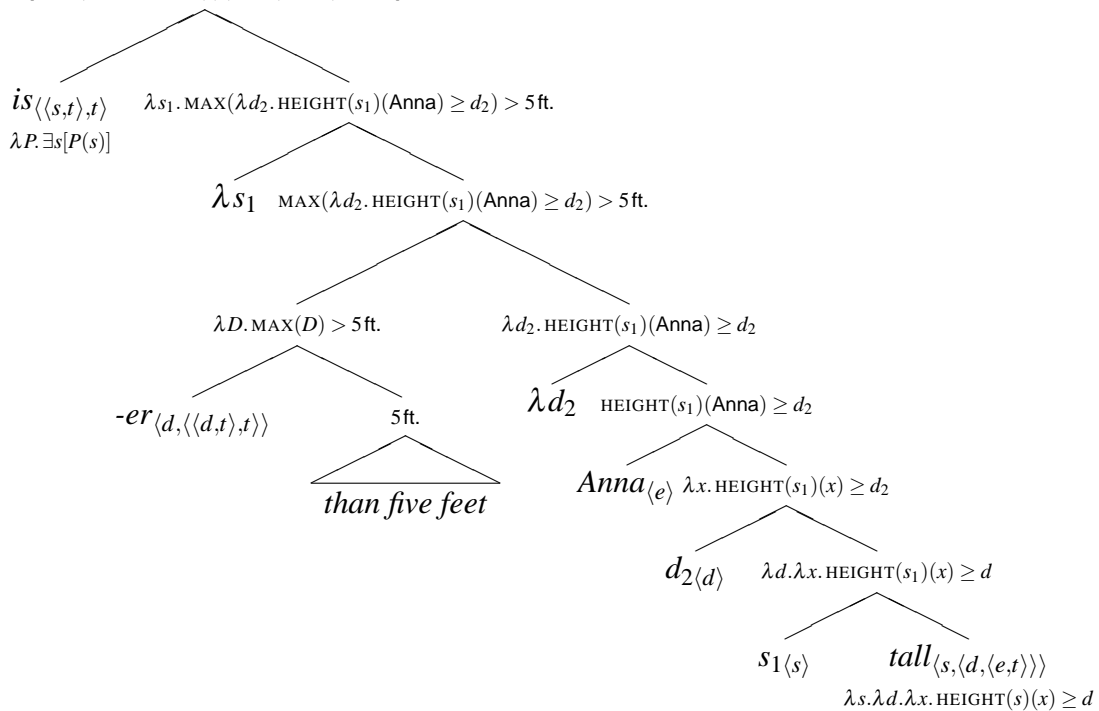 is⟨⟨s,t⟩,t⟩ λs₁.MAX(λd₂.HEIGHT(s₁)(Anna) ≥ d₂) > 5ft.
λP.∃s[P(s)]
λs₁ MAX(λd₂.HEIGHT(s₁)(Anna) ≥ d₂) > 5ft.
λD.MAX(D) > 5ft. λd₂.HEIGHT(s₁)(Anna) ≥ d₂
-er⟨d,⟨⟨d,t⟩,t⟩⟩ 5ft. λd₂ HEIGHT(s₁)(Anna) ≥ d₂
than five feet Anna⟨e⟩ λx.HEIGHT(s₁)(x) ≥ d₂
d₂⟨d⟩ λd.λx.HEIGHT(s₁)(x) ≥ d
s₁⟨s⟩ tall⟨s,⟨d,⟨e,t⟩⟩⟩
λs.λd.λx.HEIGHT(s)(x) ≥ d